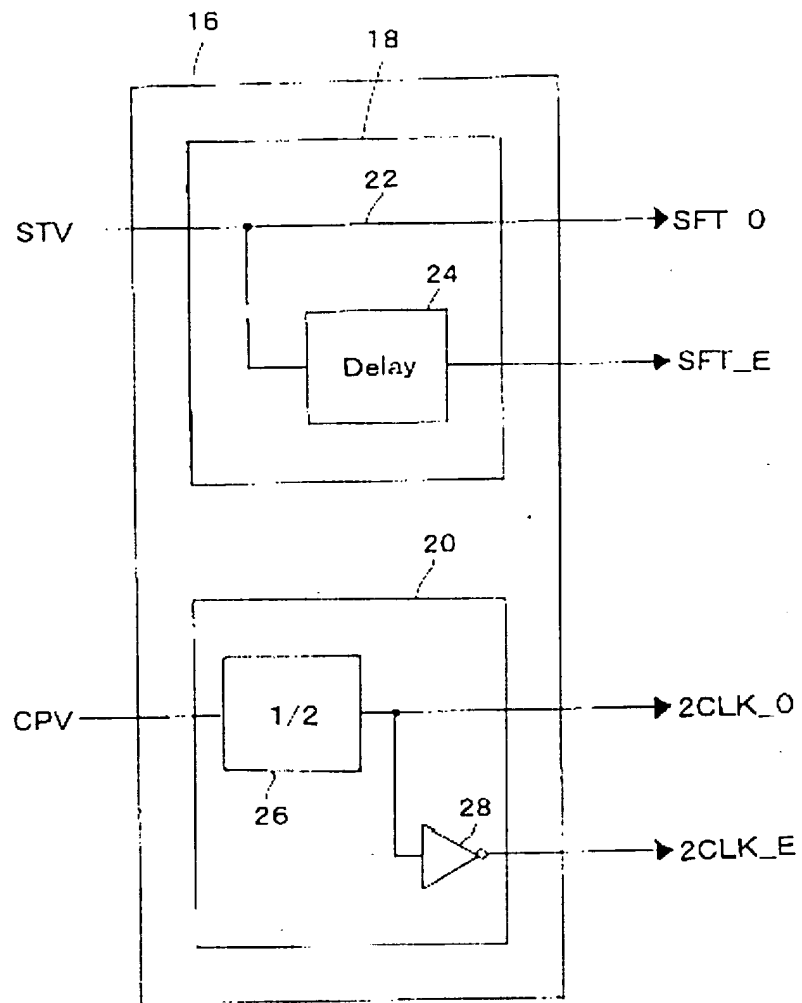 16
18
22
STV
SFT O
24
Delay
SFT_E
20
CPV
1/2
2CLK_O
26
28
2CLK_E